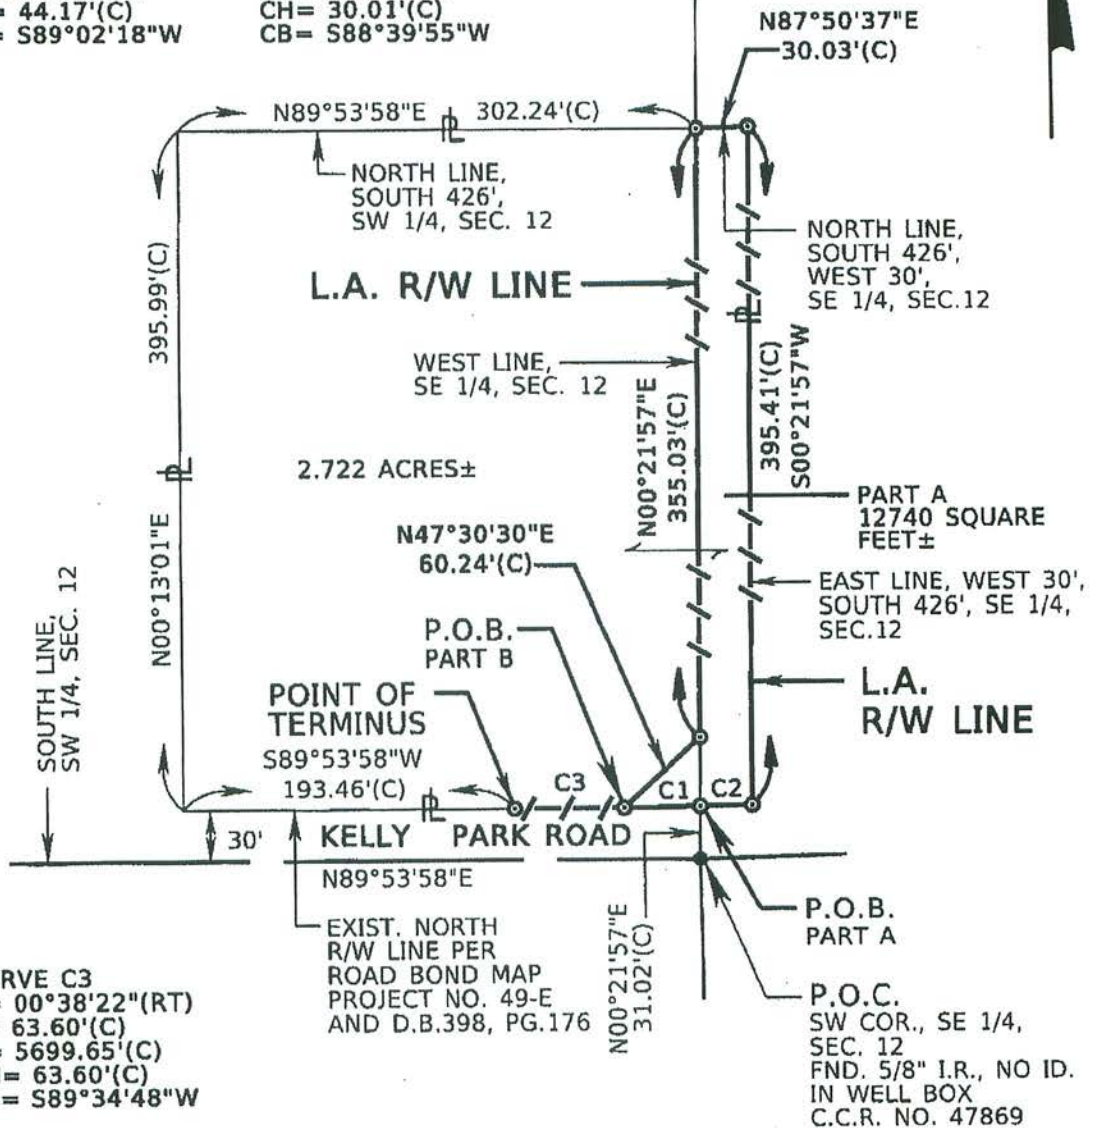 = 44.17'(C)
= S89°02'18"W
CH= 30.01'(C)
CB= S88°39'55"W
N87°50'37"E
30.03'(C)
N89°53'58"E
302.24'(C)
NORTH LINE,
SOUTH 426',
SW 1/4, SEC. 12
NORTH LINE,
SOUTH 426',
WEST 30',
SE 1/4, SEC.12
L.A. R/W LINE
395.99'(C)
WEST LINE,
SE 1/4, SEC. 12
N00°21'57"E
355.03'(C)
395.41'(C)
S00°21'57"W
2.722 ACRES±
PART A
12740 SQUARE
FEET±
N47°30'30"E
60.24'(C)
N00°13'01"E
EAST LINE, WEST 30',
SOUTH 426', SE 1/4,
SEC.12
SOUTH LINE,
SW 1/4, SEC. 12
P.O.B.
PART B
POINT OF
TERMINUS
L.A.
R/W LINE
S89°53'58"W
193.46'(C)
C3
C1
C2
30'
KELLY PARK ROAD
N89°53'58"E
P.O.B.
PART A
EXIST. NORTH
R/W LINE PER
ROAD BOND MAP
PROJECT NO. 49-E
AND D.B.398, PG.176
N00°21'57"E
31.02'(C)
P.O.C.
SW COR., SE 1/4,
SEC. 12
FND. 5/8" I.R., NO ID.
IN WELL BOX
C.C.R. NO. 47869
RVE C3
= 00°38'22"(RT)
63.60'(C)
= 5699.65'(C)
= 63.60'(C)
= S89°34'48"W